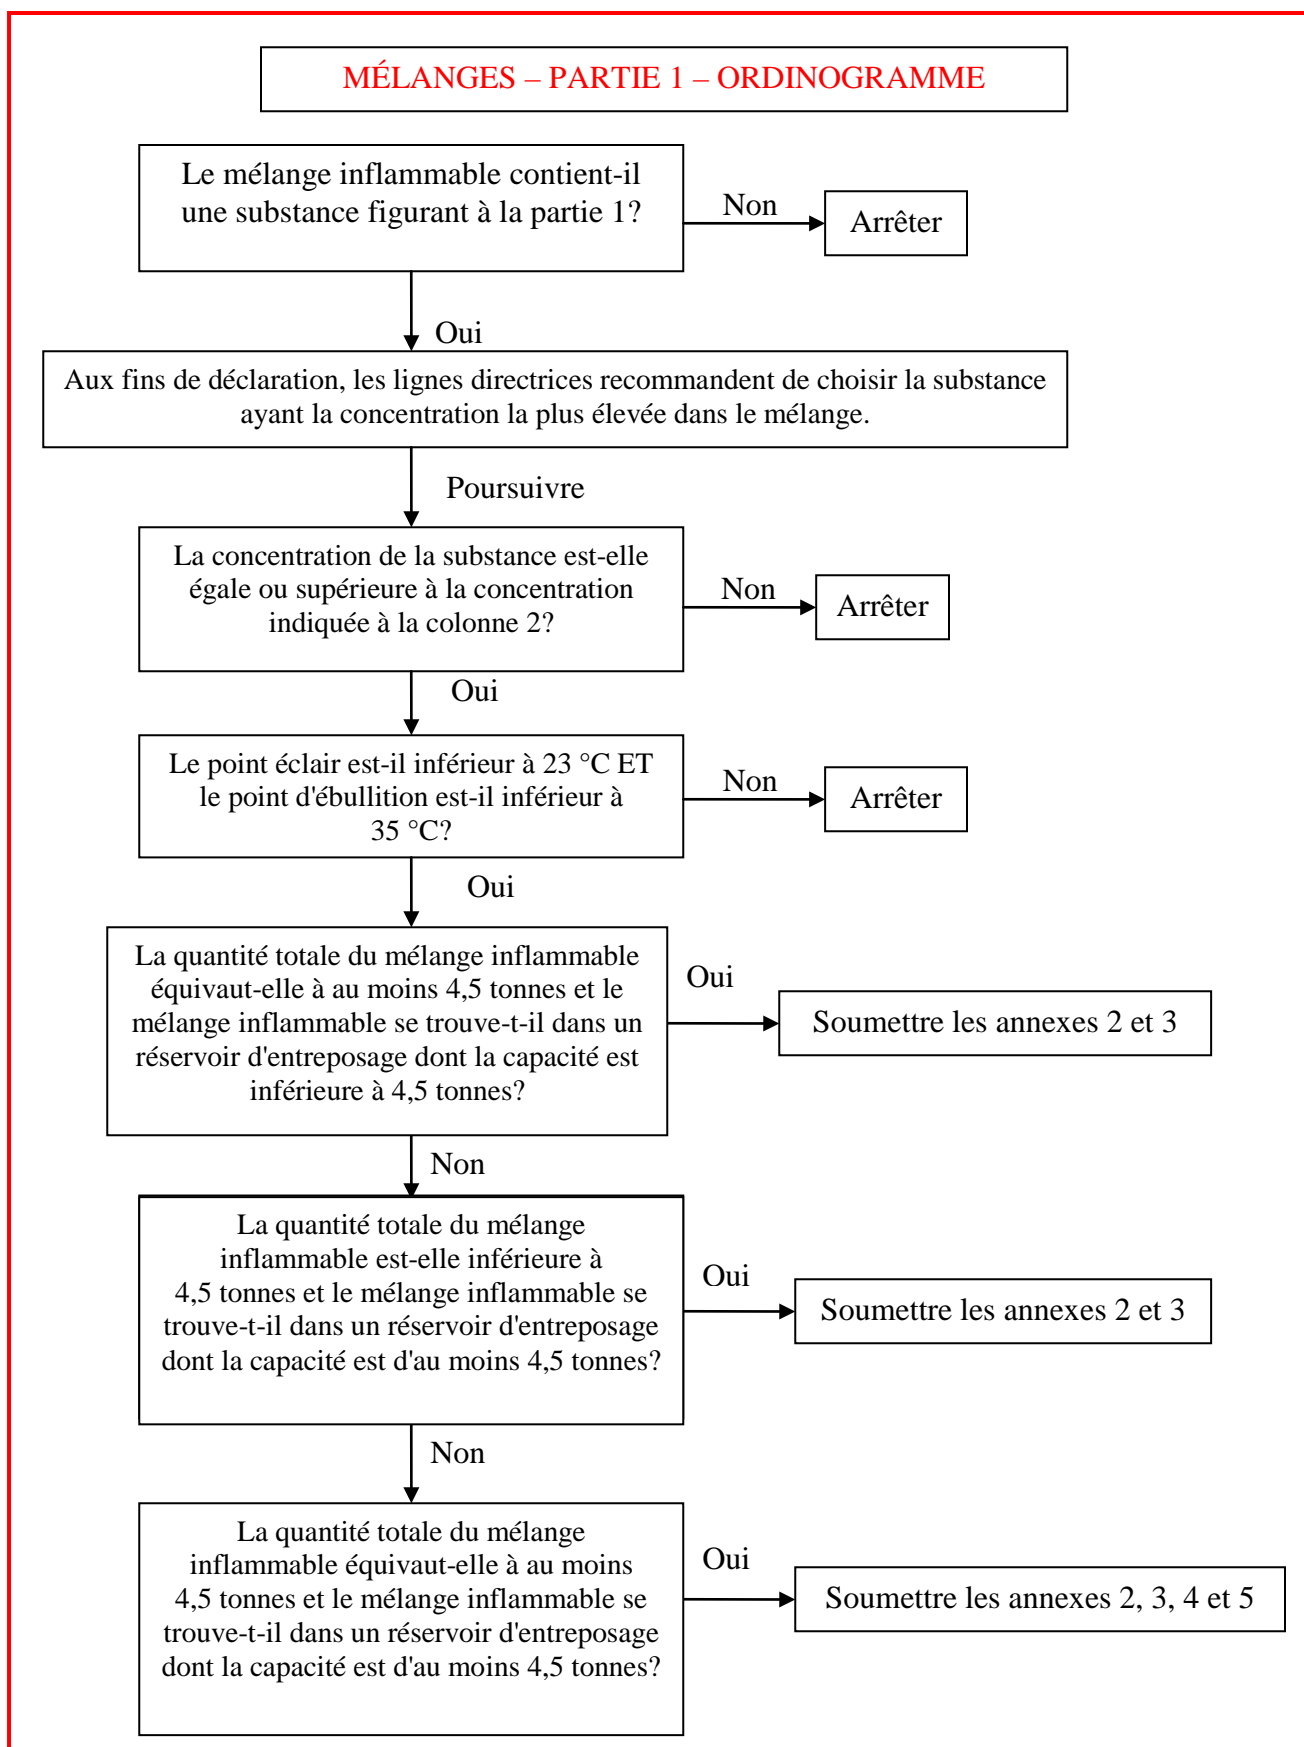 MÉLANGES – PARTIE 1 – ORDINOGRAMME
Le mélange inflammable contient-il
une substance figurant à la partie 1?
Non
Arrêter
Oui
Aux fins de déclaration, les lignes directrices recommandent de choisir la substance
ayant la concentration la plus élevée dans le mélange.
Poursuivre
La concentration de la substance est-elle
égale ou supérieure à la concentration
indiquée à la colonne 2?
Non
Arrêter
Oui
Le point éclair est-il inférieur à 23 °C ET
le point d'ébullition est-il inférieur à
35 °C?
Non
Arrêter
Oui
La quantité totale du mélange inflammable
équivaut-elle à au moins 4,5 tonnes et le
mélange inflammable se trouve-t-il dans un
réservoir d'entreposage dont la capacité est
inférieure à 4,5 tonnes?
Oui
Soumettre les annexes 2 et 3
Non
La quantité totale du mélange
inflammable est-elle inférieure à
4,5 tonnes et le mélange inflammable se
trouve-t-il dans un réservoir d'entreposage
dont la capacité est d'au moins 4,5 tonnes?
Oui
Soumettre les annexes 2 et 3
Non
La quantité totale du mélange
inflammable équivaut-elle à au moins
4,5 tonnes et le mélange inflammable se
trouve-t-il dans un réservoir d'entreposage
dont la capacité est d'au moins 4,5 tonnes?
Oui
Soumettre les annexes 2, 3, 4 et 5